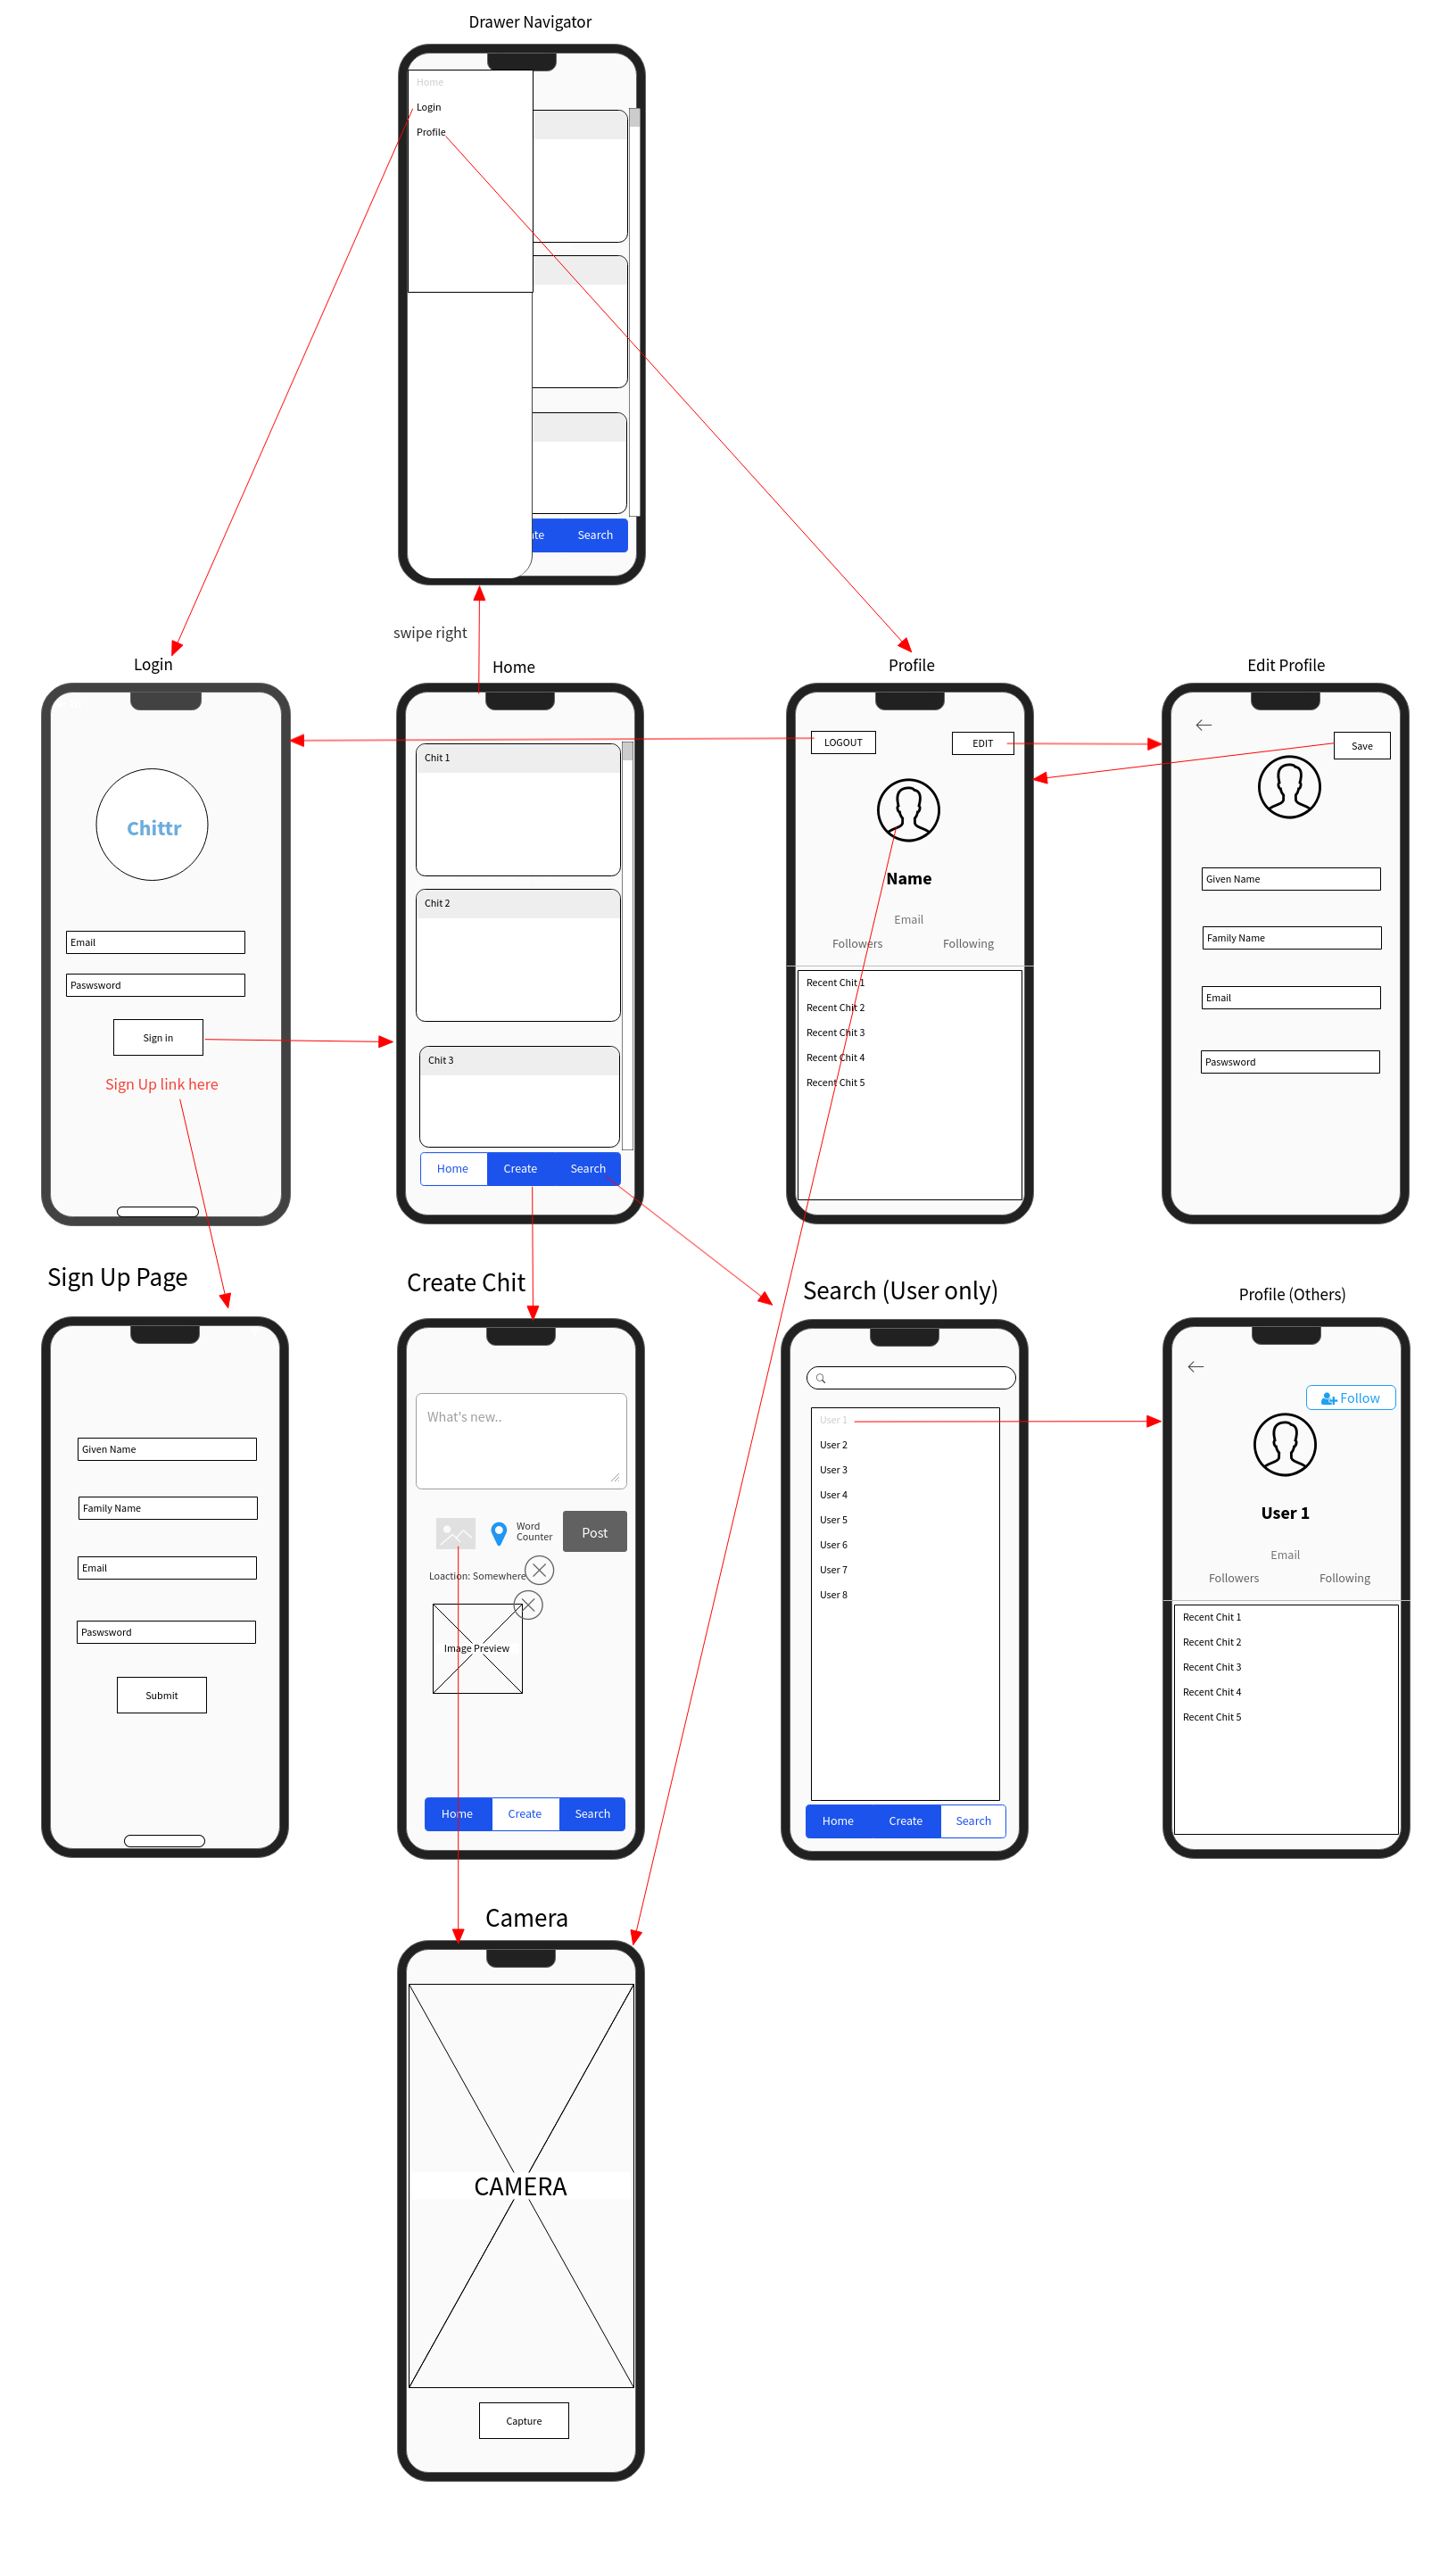 Drawer Navigator
Home
Login
Profile
ate
Search
swipe right
Login
Chittr
Email
Paswsword
Sign in
Sign Up link here
Home
Chit 1
Chit 2
Chit 3
Home Create Search
Profile
LOGOUT EDIT
Name
Email
Followers Following
Recent Chit 1
Recent Chit 2
Recent Chit 3
Recent Chit 4
Recent Chit 5
Edit Profile
Save
Given Name
Family Name
Email
Paswsword
Sign Up Page
Given Name
Family Name
Email
Paswsword
Submit
Create Chit
What's new..
Word
Counter
Post
Loaction: Somewhere
Image Preview
Home Create Search
Search (User only)
User 1
User 2
User 3
User 4
User 5
User 6
User 7
User 8
Home Create Search
Profile (Others)
Follow
User 1
Email
Followers Following
Recent Chit 1
Recent Chit 2
Recent Chit 3
Recent Chit 4
Recent Chit 5
Camera
CAMERA
Capture